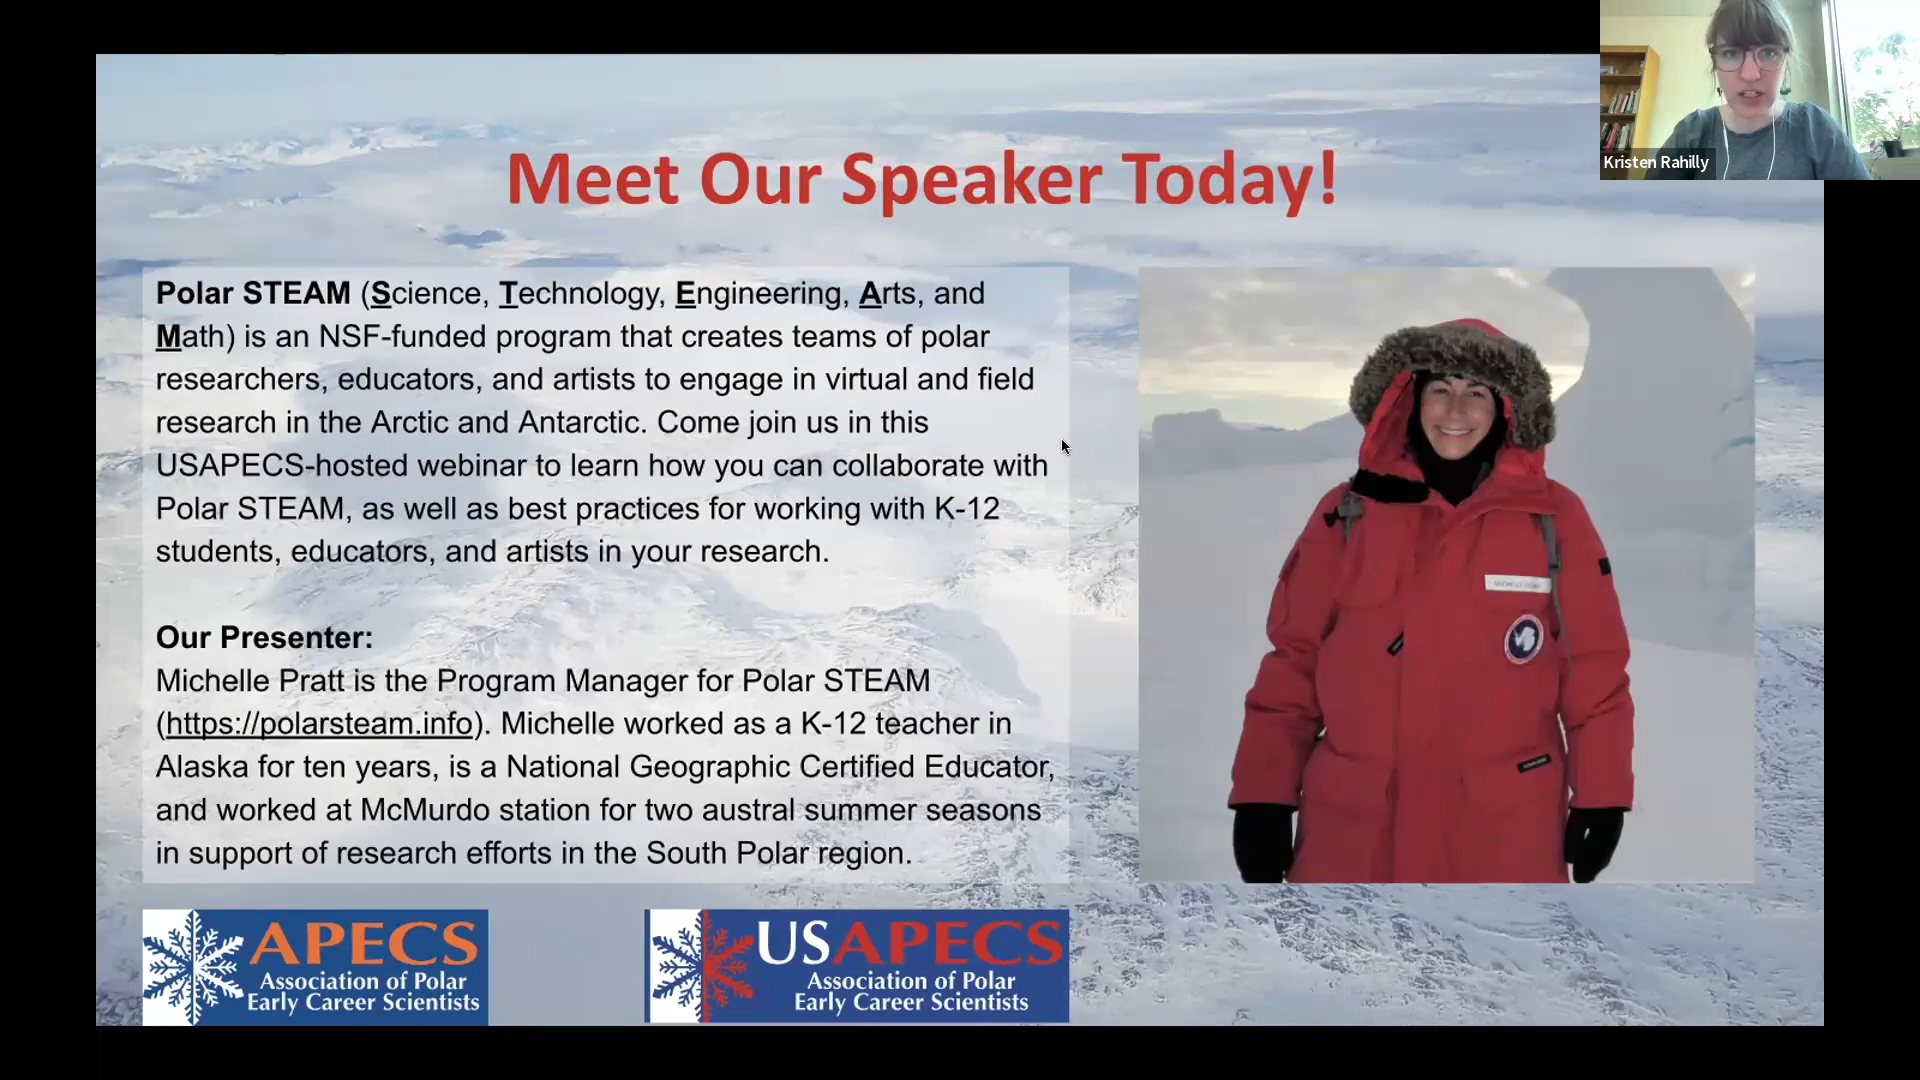 Kristen Rahilly
Meet Our Speaker Today!
Polar STEAM (Science, Technology, Engineering, Arts, and
Math) is an NSF-funded program that creates teams of polar
researchers, educators, and artists to engage in virtual and field
research in the Arctic and Antarctic. Come join us in this
USAPECS-hosted webinar to learn how you can collaborate with
Polar STEAM, as well as best practices for working with K-12
students, educators, and artists in your research.
Our Presenter:
Michelle Pratt is the Program Manager for Polar STEAM
(https://polarsteam.info). Michelle worked as a K-12 teacher in
Alaska for ten years, is a National Geographic Certified Educator,
and worked at McMurdo station for two austral summer seasons
in support of research efforts in the South Polar region.
APECS
Association of Polar
Early Career Scientists
USAPECS
Association of Polar
Early Career Scientists